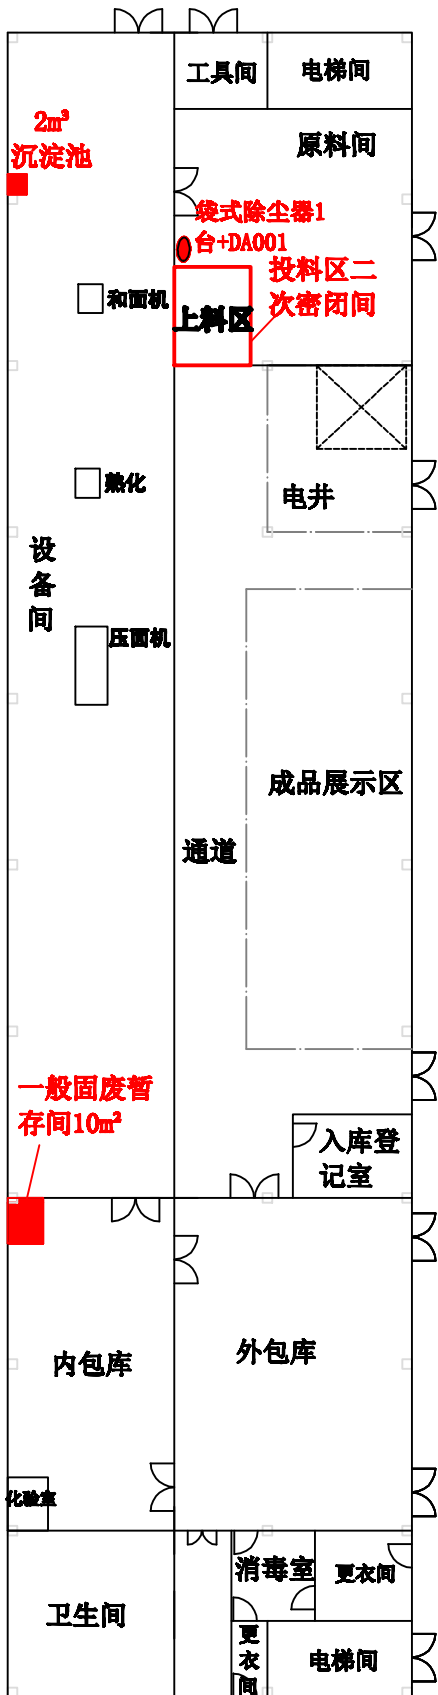 工具间
电梯间
2m³
沉淀池
原料间
袋式除尘器1
台+DA001
投料区二
次密闭间
和面机
上料区
熟化
电井
设
备
间
压面机
成品展示区
通道
一般固废暂
存间10m²
入库登
记室
内包库
外包库
化验室
消毒室
更衣间
卫生间
更
衣
间
电梯间